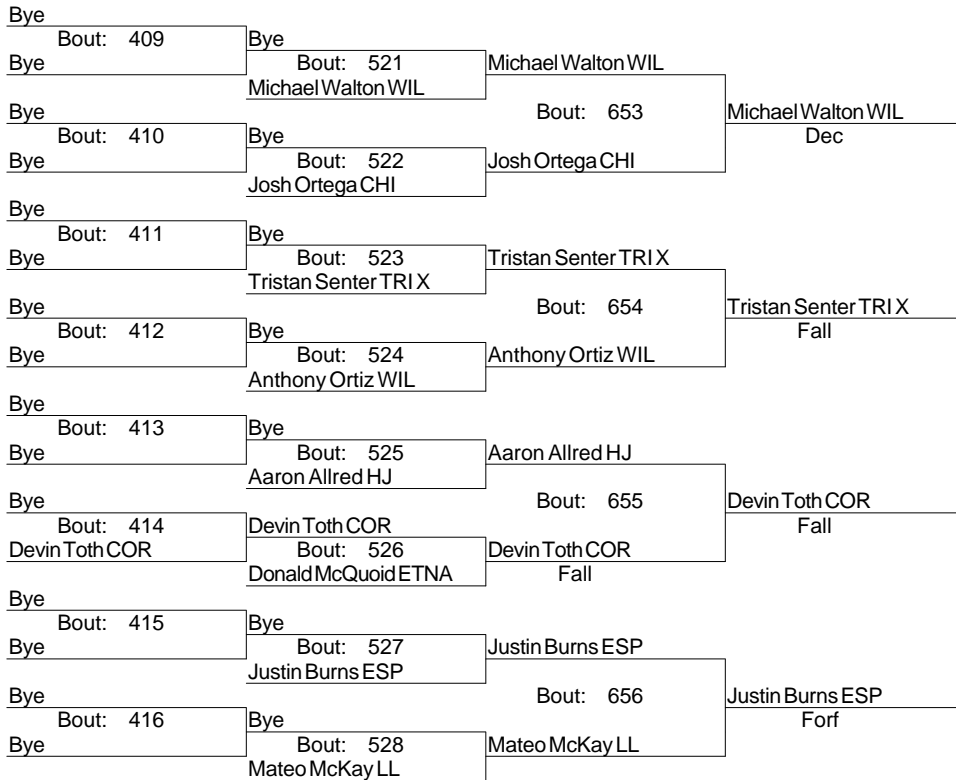 Bye
Bout: 409 Bye
Bye Bout: 521 Michael Walton WIL
Michael Walton WIL
Bye Bout: 653 Michael Walton WIL
Bout: 410 Bye Dec
Bye Bout: 522 Josh Ortega CHI
Josh Ortega CHI
Bye
Bout: 411 Bye
Bye Bout: 523 Tristan Senter TRI X
Tristan Senter TRI X
Bye Bout: 654 Tristan Senter TRI X
Bout: 412 Bye Fall
Bye Bout: 524 Anthony Ortiz WIL
Anthony Ortiz WIL
Bye
Bout: 413 Bye
Bye Bout: 525 Aaron Allred HJ
Aaron Allred HJ
Bye Bout: 655 Devin Toth COR
Bout: 414 Devin Toth COR Fall
Devin Toth COR Bout: 526 Devin Toth COR
Donald McQuoid ETNA Fall
Bye
Bout: 415 Bye
Bye Bout: 527 Justin Burns ESP
Justin Burns ESP
Bye Bout: 656 Justin Burns ESP
Bout: 416 Bye Forf
Bye Bout: 528 Mateo McKay LL
Mateo McKay LL